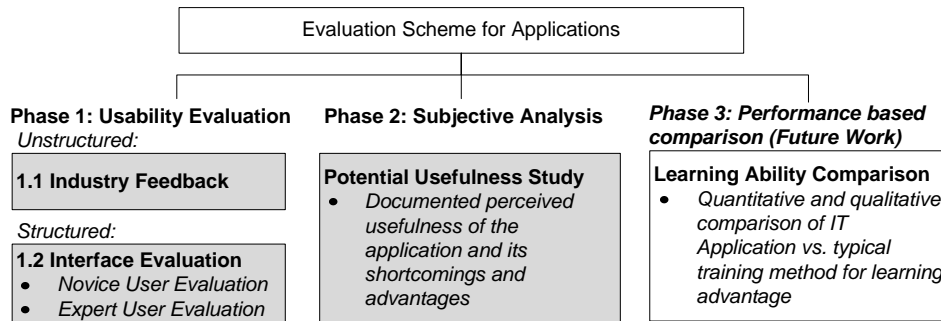 Evaluation Scheme for Applications
Phase 1: Usability Evaluation
Unstructured:
1.1 Industry Feedback
Structured:
1.2 Interface Evaluation
• Novice User Evaluation
• Expert User Evaluation
Phase 2: Subjective Analysis
Potential Usefulness Study
• Documented perceived
usefulness of the
application and its
shortcomings and
advantages
Phase 3: Performance based
comparison (Future Work)
Learning Ability Comparison
• Quantitative and qualitative
comparison of IT
Application vs. typical
training method for learning
advantage